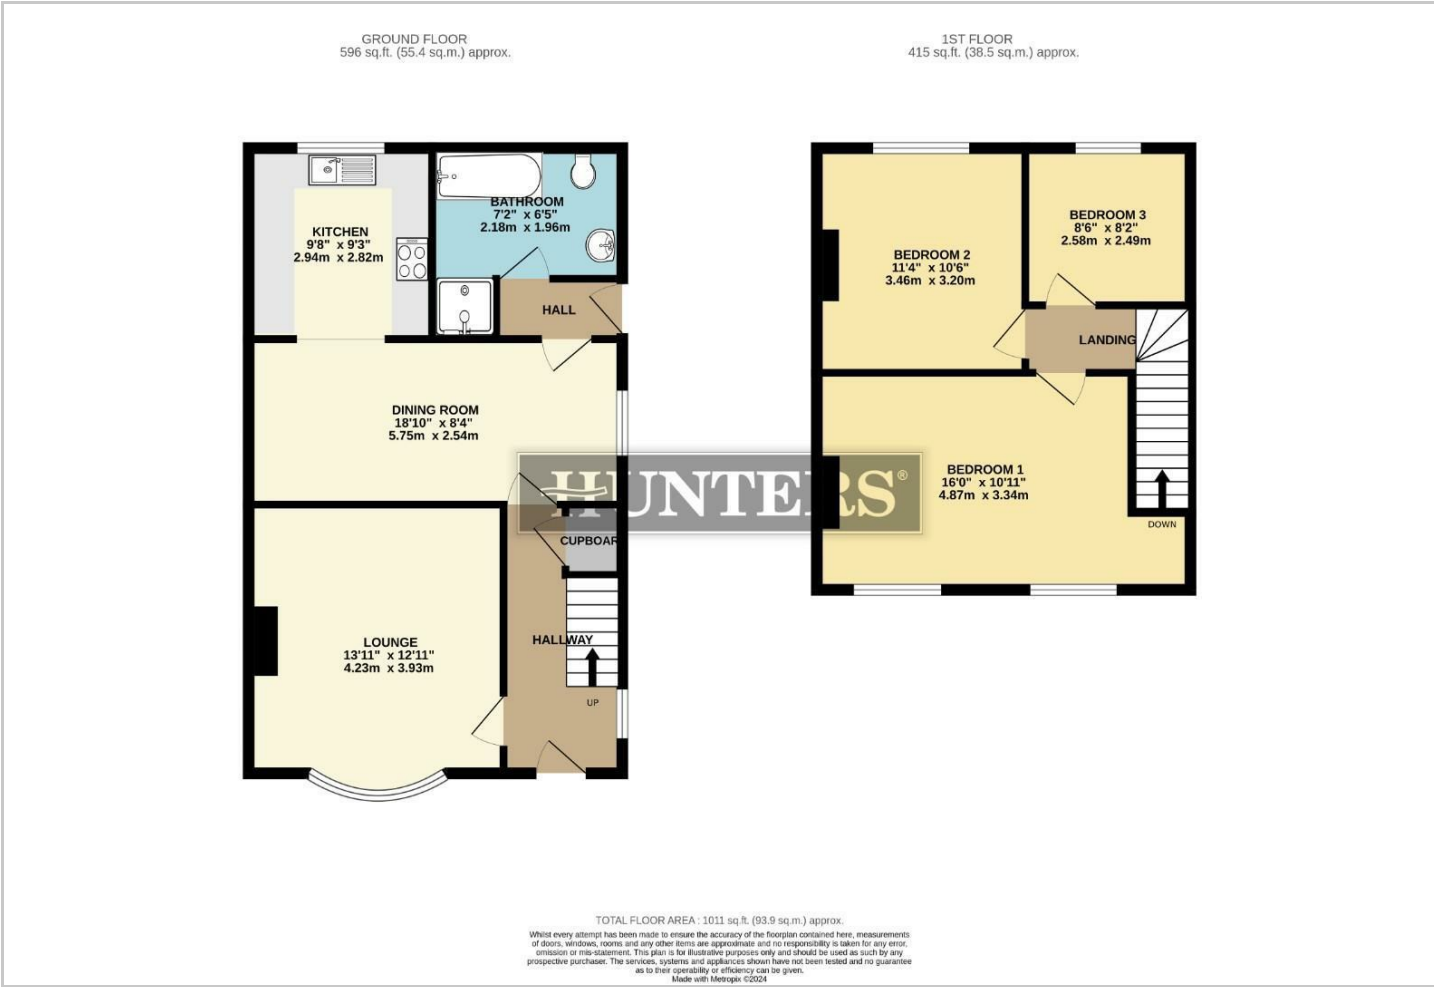 GROUND FLOOR
596 sq.ft. (55.4 sq.m.) approx.
1ST FLOOR
415 sq.ft. (38.5 sq.m.) approx.
KITCHEN
9'8" x 9'3"
2.94m x 2.82m
BATHROOM
7'2" x 6'5"
2.18m x 1.96m
HALL
DINING ROOM
18'10" x 8'4"
5.75m x 2.54m
CUPBOAR
LOUNGE
13'11" x 12'11"
4.23m x 3.93m
HALLWAY
UP
BEDROOM 2
11'4" x 10'6"
3.46m x 3.20m
BEDROOM 3
8'6" x 8'2"
2.58m x 2.49m
LANDING
BEDROOM 1
16'0" x 10'11"
4.87m x 3.34m
DOWN
HUNTERS®
TOTAL FLOOR AREA : 1011 sq.ft. (93.9 sq.m.) approx.
Whilst every attempt has been made to ensure the accuracy of the floorplan contained here, measurements
of doors, windows, rooms and any other items are approximate and no responsibility is taken for any error,
omission or mis-statement. This plan is for illustrative purposes only and should be used as such by any
prospective purchaser. The services, systems and appliances shown have not been tested and no guarantee
as to their operability or efficiency can be given.
Made with Metropix ©2024